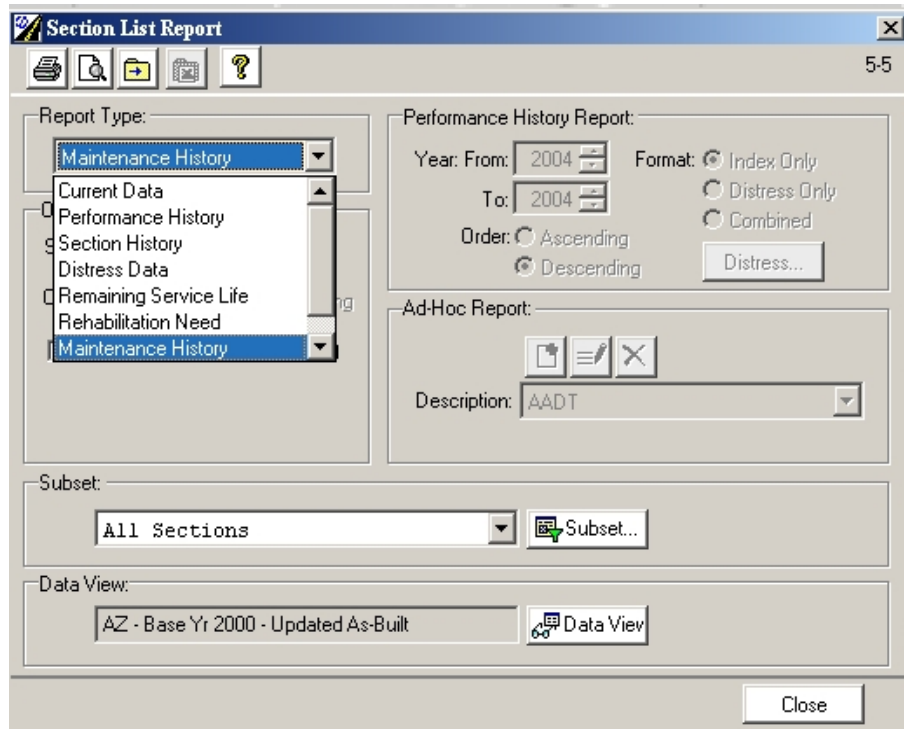 Section List Report
5-5
Report Type:
Maintenance History
Current Data
Performance History
Section History
Distress Data
Remaining Service Life
Rehabilitation Need
Maintenance History
Performance History Report:
Year: From: 2004
To: 2004
Order: Ascending
Descending
Format: Index Only
Distress Only
Combined
Distress...
Ad-Hoc Report:
Description: AADT
Subset:
All Sections
Subset...
Data View:
AZ - Base Yr 2000 - Updated As-Built
Data View
Close